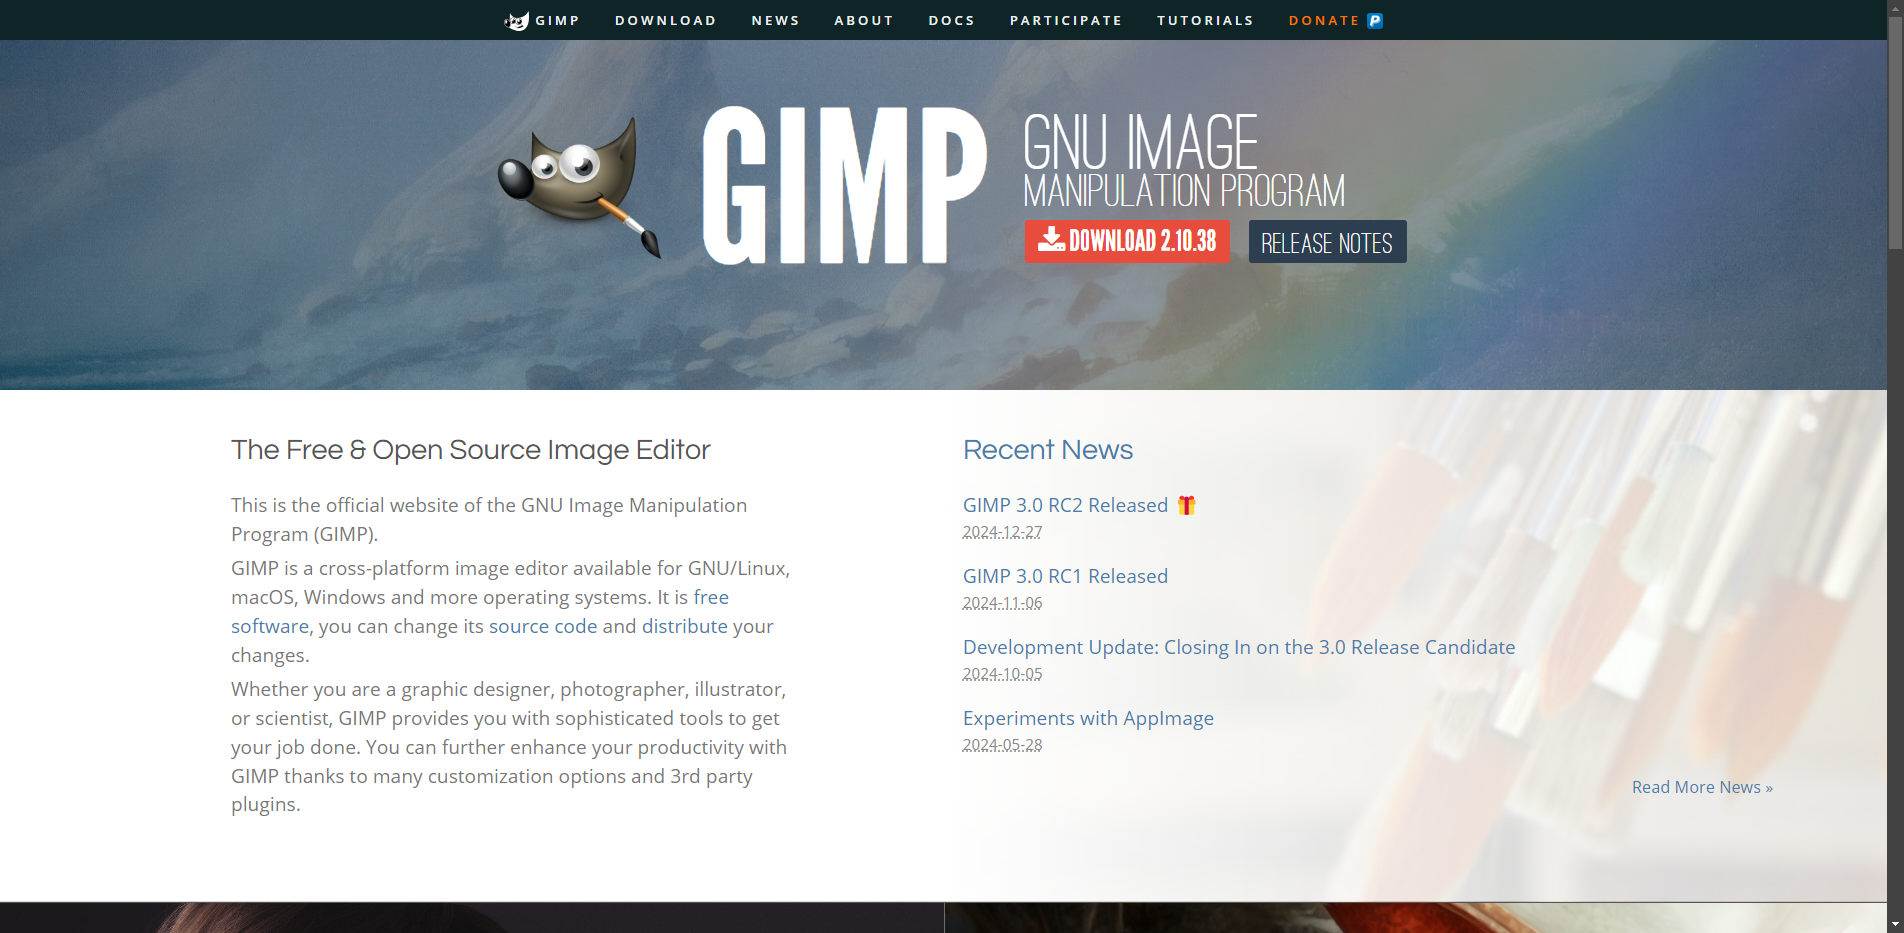 GIMP DOWNLOAD NEWS ABOUT DOCS PARTICIPATE TUTORIALS DONATE
GIMP
GNU IMAGE
MANIPULATION PROGRAM
DOWNLOAD 2.10.38 RELEASE NOTES
The Free & Open Source Image Editor
This is the official website of the GNU Image Manipulation
Program (GIMP).
GIMP is a cross-platform image editor available for GNU/Linux,
macOS, Windows and more operating systems. It is free
software, you can change its source code and distribute your
changes.
Whether you are a graphic designer, photographer, illustrator,
or scientist, GIMP provides you with sophisticated tools to get
your job done. You can further enhance your productivity with
GIMP thanks to many customization options and 3rd party
plugins.
Recent News
GIMP 3.0 RC2 Released 🎁
2024-12-27
GIMP 3.0 RC1 Released
2024-11-06
Development Update: Closing In on the 3.0 Release Candidate
2024-10-05
Experiments with AppImage
2024-05-28
Read More News »